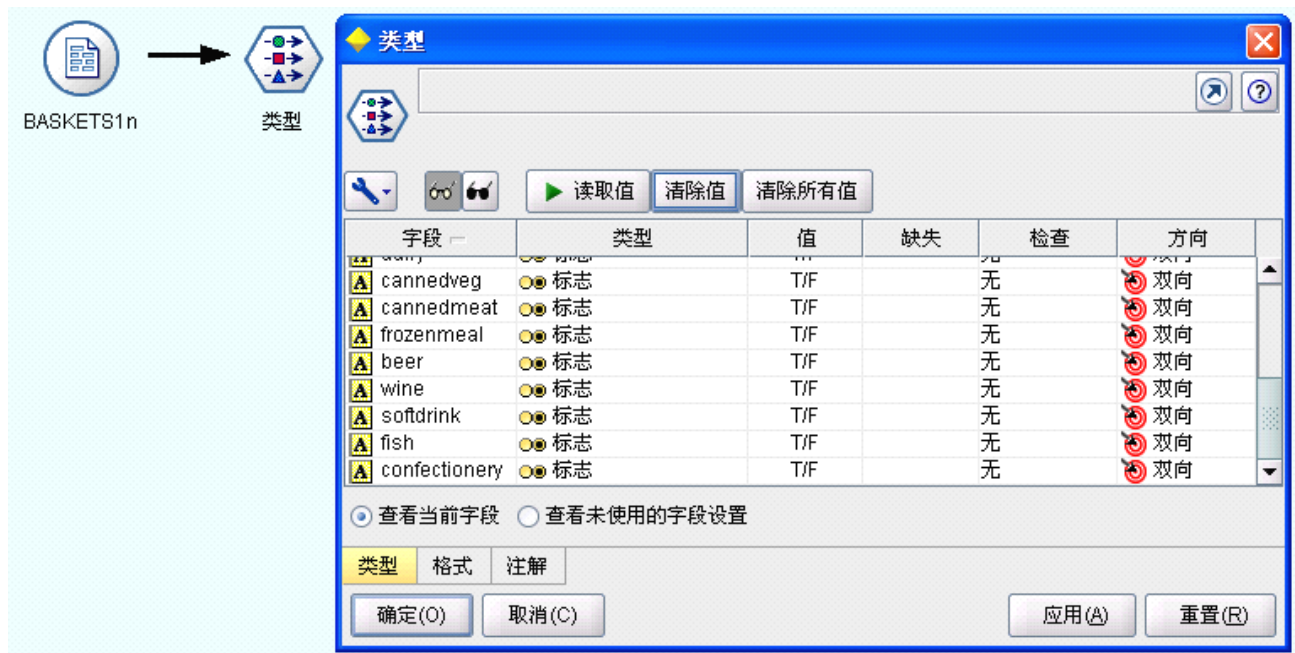 BASKETS1n
类型
类型
读取值 清除值 清除所有值
字段 类型 值 缺失 检查 方向
cannedveg 标志 T/F 无 双向
cannedmeat 标志 T/F 无 双向
frozenmeal 标志 T/F 无 双向
beer 标志 T/F 无 双向
wine 标志 T/F 无 双向
softdrink 标志 T/F 无 双向
fish 标志 T/F 无 双向
confectionery 标志 T/F 无 双向
查看当前字段 查看未使用的字段设置
类型 格式 注解
确定(O) 取消(C) 应用(A) 重置(R)